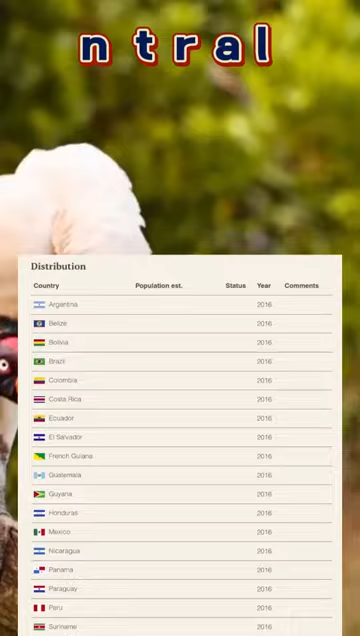 n tral
Distribution
Country Population est. Status Year Comments
Argentina 2016
Belize 2016
Bolivia 2016
Brazil 2016
Colombia 2016
Costa Rica 2016
Ecuador 2016
El Salvador 2016
French Guiana 2016
Guatemala 2016
Guyana 2016
Honduras 2016
Mexico 2016
Nicaragua 2016
Panama 2016
Paraguay 2016
Peru 2016
Suriname 2016